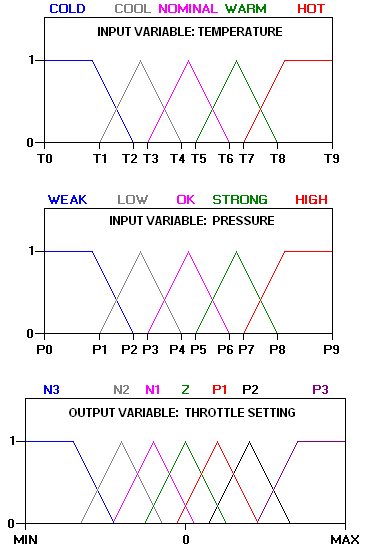 COLD COOL NOMINAL WARM HOT
INPUT VARIABLE: TEMPERATURE
1
0
T0 T1 T2 T3 T4 T5 T6 T7 T8 T9
WEAK LOW OK STRONG HIGH
INPUT VARIABLE: PRESSURE
1
0
P0 P1 P2 P3 P4 P5 P6 P7 P8 P9
N3 N2 N1 Z P1 P2 P3
OUTPUT VARIABLE: THROTTLE SETTING
1
0
MIN 0 MAX